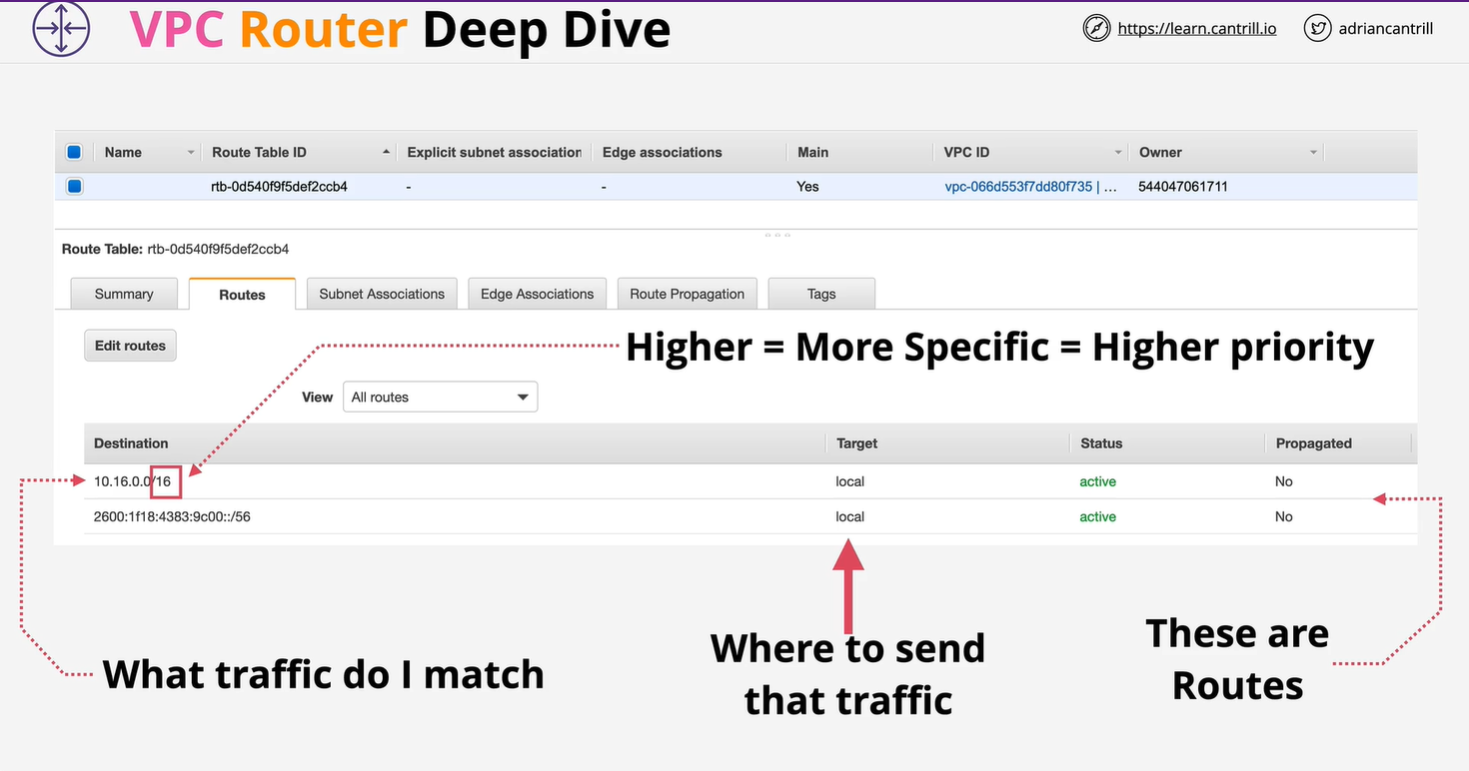 VPC Router Deep Dive
https://learn.cantrill.io
adriancantrill
Name Route Table ID Explicit subnet association Edge associations Main VPC ID Owner
rtb-0d540f9f5def2ccb4 - - Yes vpc-066d553f7dd80f735 | ... 544047061711
Route Table: rtb-0d540f9f5def2ccb4
Summary Routes Subnet Associations Edge Associations Route Propagation Tags
Edit routes
Higher = More Specific = Higher priority
View All routes
Destination Target Status Propagated
10.16.0.0/16 local active No
2600:1f18:4383:9c00::/56 local active No
What traffic do I match
Where to send
that traffic
These are
Routes